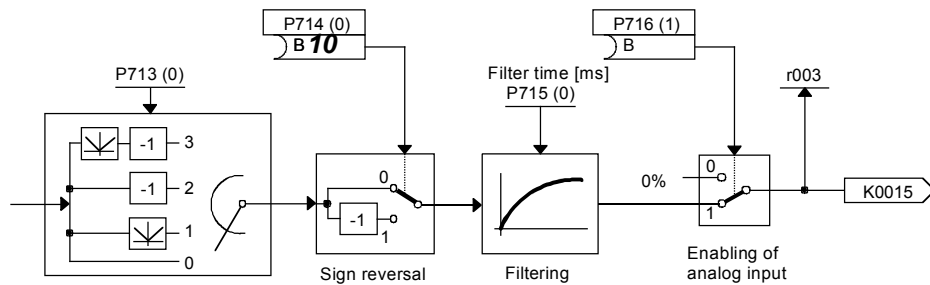 P714 (0)
B 10
P716 (1)
B
P713 (0)
Filter time [ms]
P715 (0)
r003
-1
3
-1
2
1
0
0
-1
1
0%
0
1
K0015
Sign reversal
Filtering
Enabling of
analog input